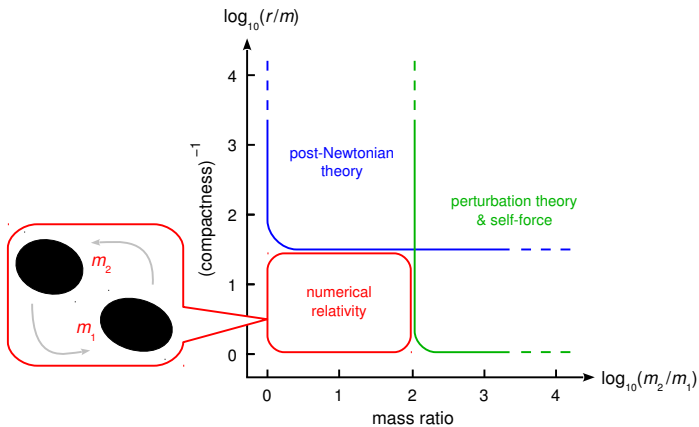 log₁₀(r/m)
4
3
2
1
0
(compactness)⁻¹
post-Newtonian
theory
perturbation theory
& self-force
numerical
relativity
m₂
m₁
0 1 2 3 4
log₁₀(m₂/m₁)
mass ratio